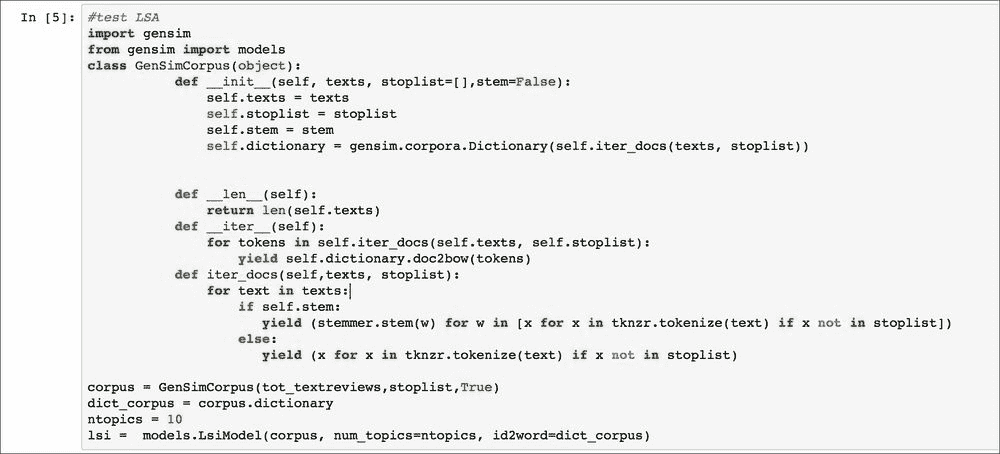 In [5]: #test LSA
import gensim
from gensim import models
class GenSimCorpus(object):
def __init__(self, texts, stoplist=[],stem=False):
self.texts = texts
self.stoplist = stoplist
self.stem = stem
self.dictionary = gensim.corpora.Dictionary(self.iter_docs(texts, stoplist))
def __len__(self):
return len(self.texts)
def __iter__(self):
for tokens in self.iter_docs(self.texts, self.stoplist):
yield self.dictionary.doc2bow(tokens)
def iter_docs(self,texts, stoplist):
for text in texts:
if self.stem:
yield (stemmer.stem(w) for w in [x for x in tknzr.tokenize(text) if x not in stoplist])
else:
yield (x for x in tknzr.tokenize(text) if x not in stoplist)
corpus = GenSimCorpus(tot_textreviews,stoplist,True)
dict_corpus = corpus.dictionary
ntopics = 10
lsi =  models.LsiModel(corpus, num_topics=ntopics, id2word=dict_corpus)